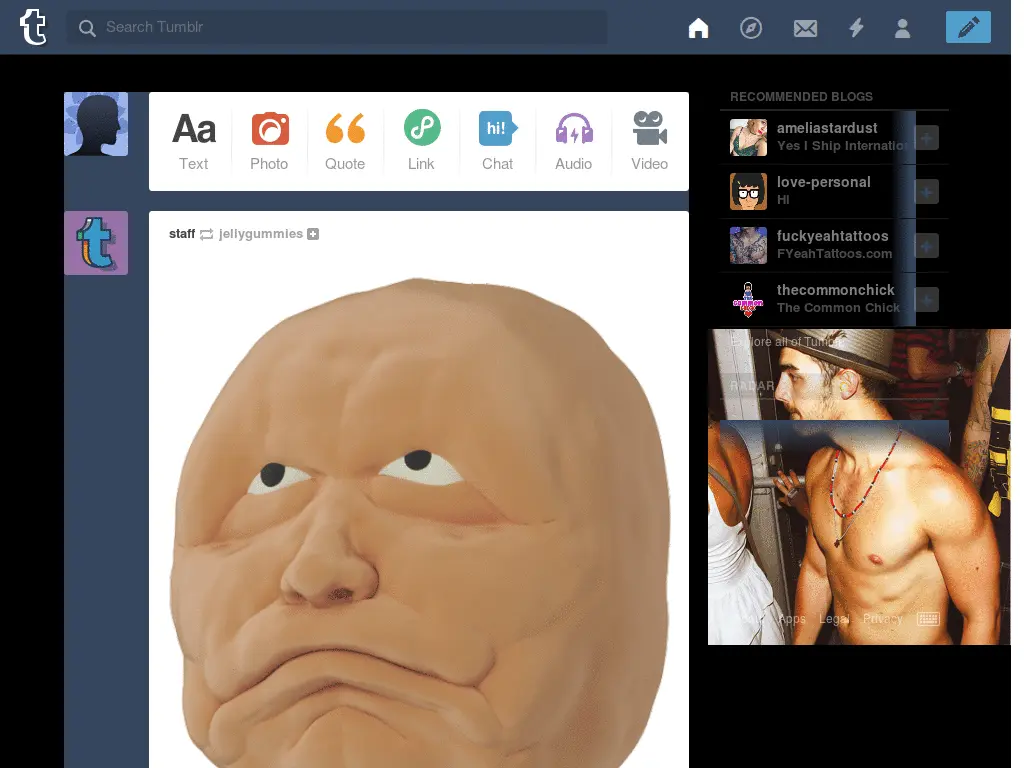 Search Tumblr
Aa
Text
Photo
Quote
Link
hi!
Chat
Audio
Video
staff jellygummies
RECOMMENDED BLOGS
ameliastardust
Yes I Ship
love-personal
HI
fuckyeahtattoos
FYeahTattoos.com
thecommonchick
The Common Chick
Explore all of Tumblr
RADAR
Apps Legal Privacy